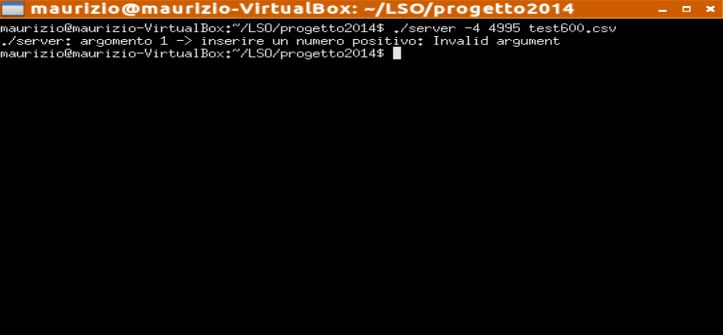 maurizio@maurizio-VirtualBox: ~/LSO/progetto2014
maurizio@maurizio-VirtualBox:~/LSO/progetto2014$ ./server -4 4995 test600.csv
./server: argomento 1 -> inserire un numero positivo: Invalid argument
maurizio@maurizio-VirtualBox:~/LSO/progetto2014$